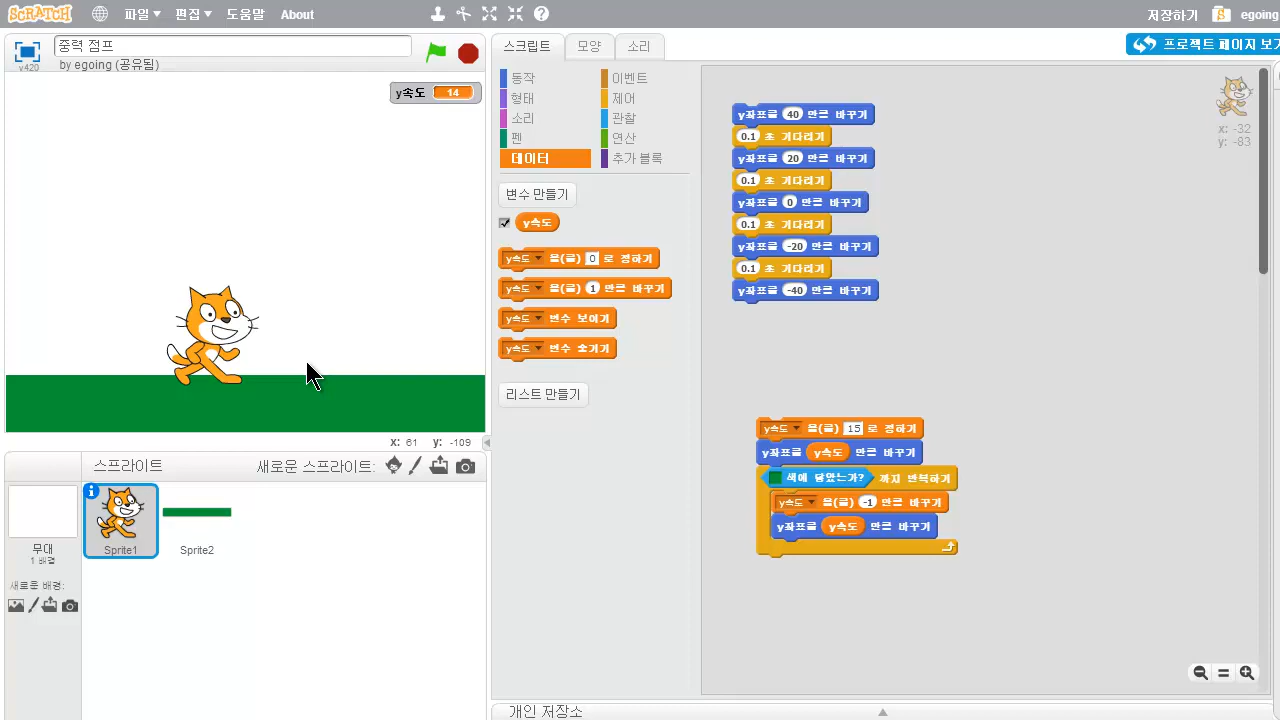 SCRATCH 파일 편집 도움말 About 저장하기 egoing
중력 점프
by egoing (공유됨)
v420
y속도 14
x: 61 y: -109
스크립트 모양 소리
프로젝트 페이지 보기
동작 이벤트
형태 제어
소리 관찰
펜 연산
데이터 추가 블록
변수 만들기
y속도
y속도 을(를) 0 로 정하기
y속도 을(를) 1 만큼 바꾸기
y속도 변수 보이기
y속도 변수 숨기기
리스트 만들기
y좌표를 40 만큼 바꾸기
0.1 초 기다리기
y좌표를 20 만큼 바꾸기
0.1 초 기다리기
y좌표를 0 만큼 바꾸기
0.1 초 기다리기
y좌표를 -20 만큼 바꾸기
0.1 초 기다리기
y좌표를 -40 만큼 바꾸기
x: -32
y: -83
y속도 을(를) 15 로 정하기
y좌표를 y속도 만큼 바꾸기
색에 닿았는가? 까지 반복하기
y속도 을(를) -1 만큼 바꾸기
y좌표를 y속도 만큼 바꾸기
스프라이트 새로운 스프라이트:
무대
1 배경
새로운 배경:
Sprite1 Sprite2
개인 저장소